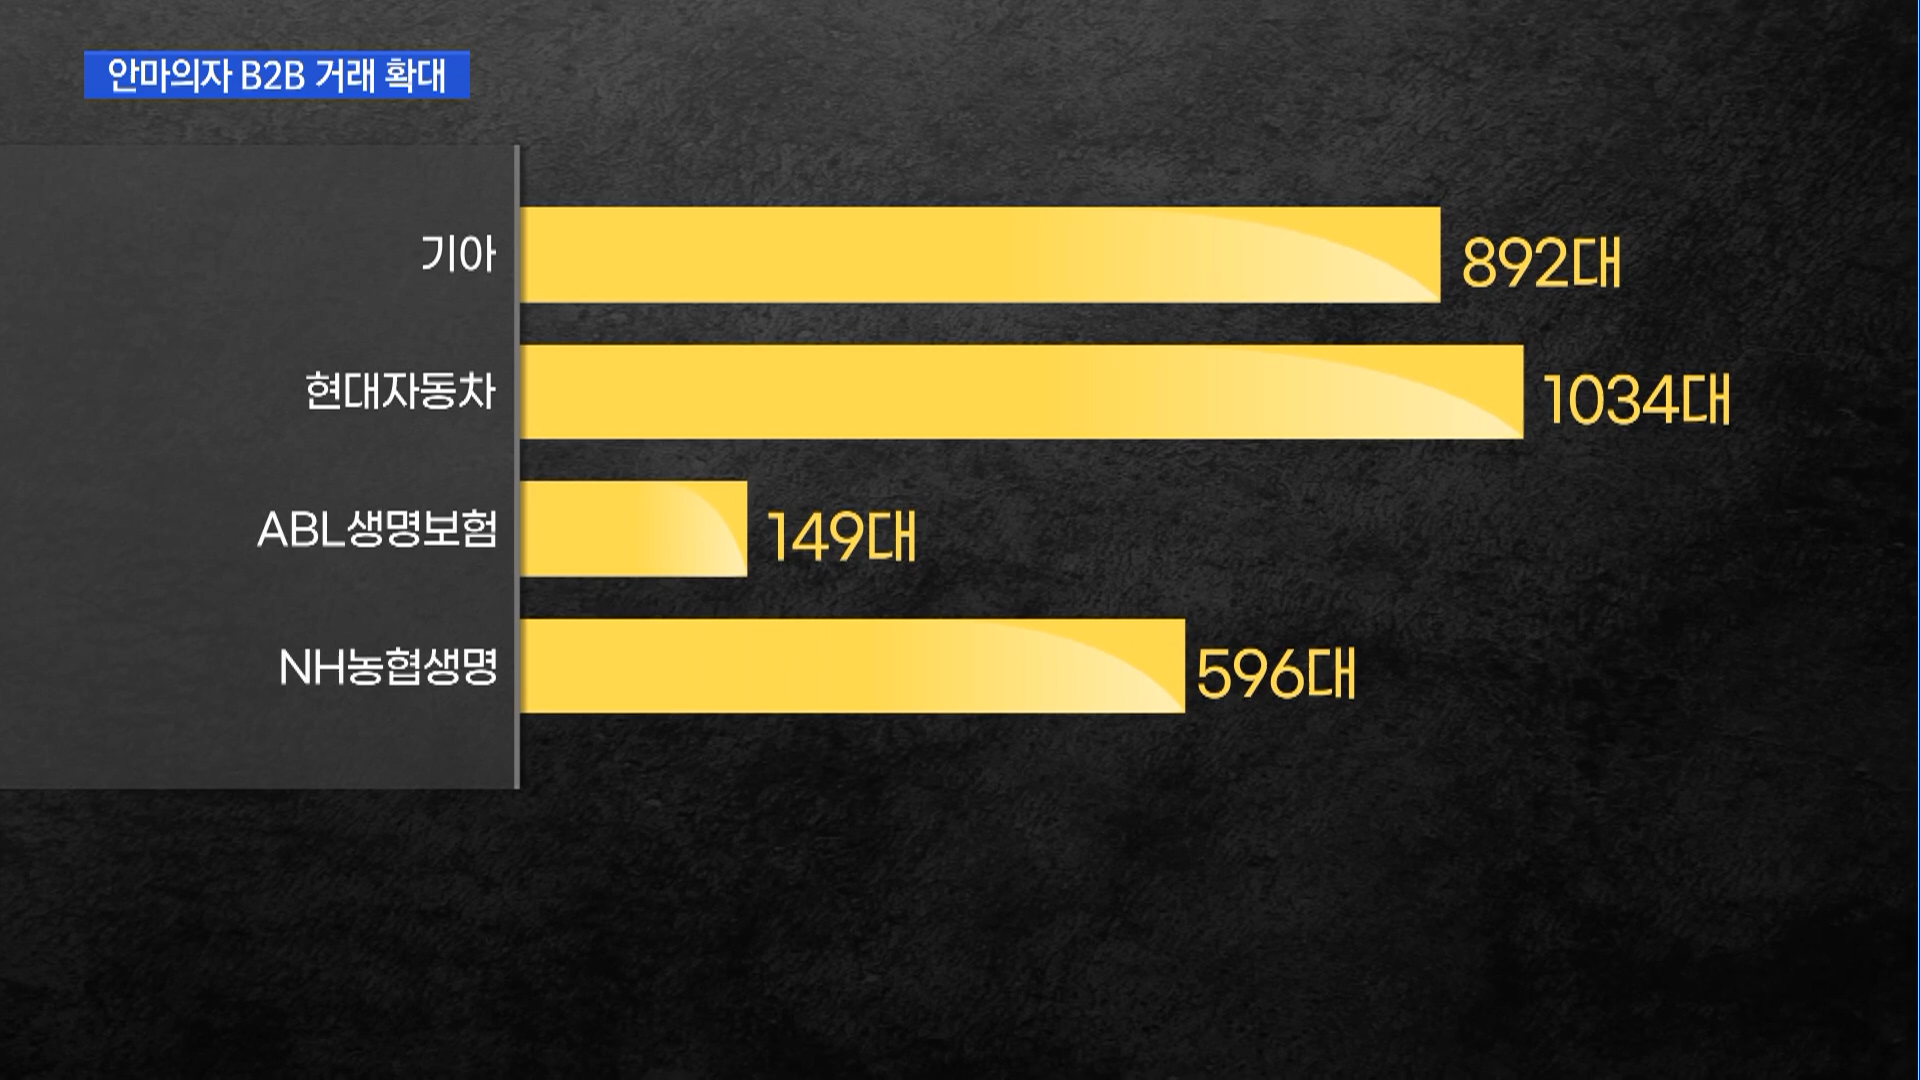 안마의자 B2B 거래 확대
기아 892대
현대자동차 1034대
ABL생명보험 149대
NH농협생명 596대